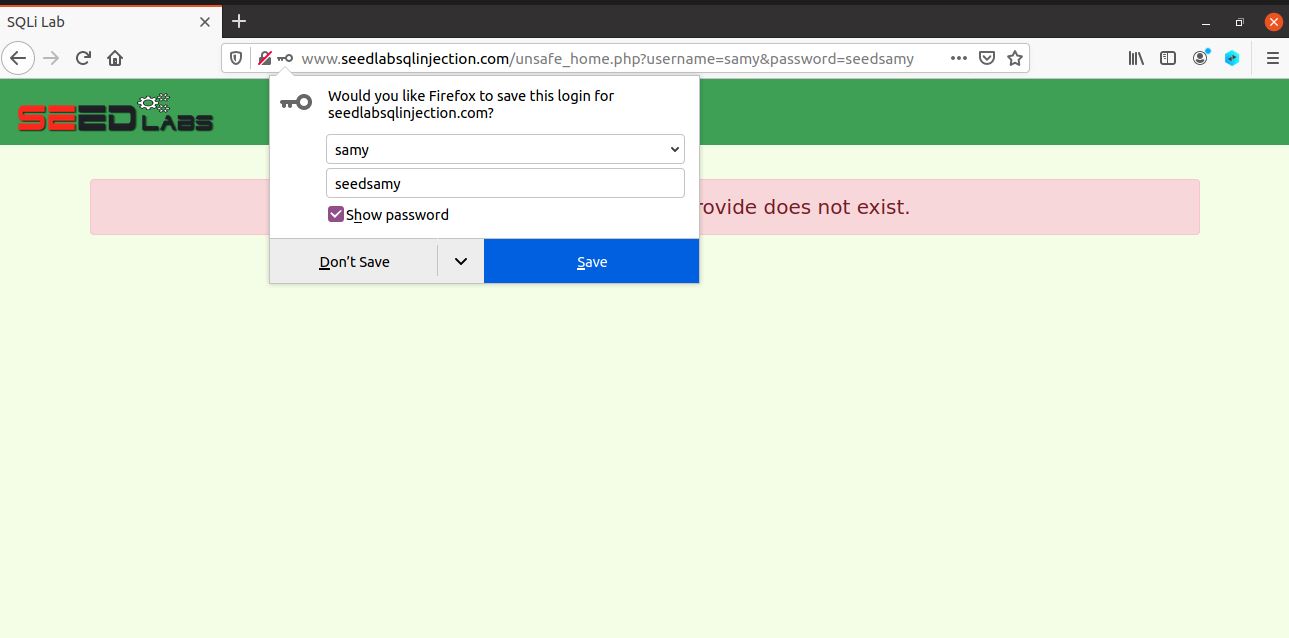 SQLi Lab
www.seedlabsqlinjection.com/unsafe_home.php?username=samy&password=seedsamy
SEED LABS
Would you like Firefox to save this login for
seedlabsqlinjection.com?
samy
seedsamy
Show password
Don’t Save
Save
does not exist.